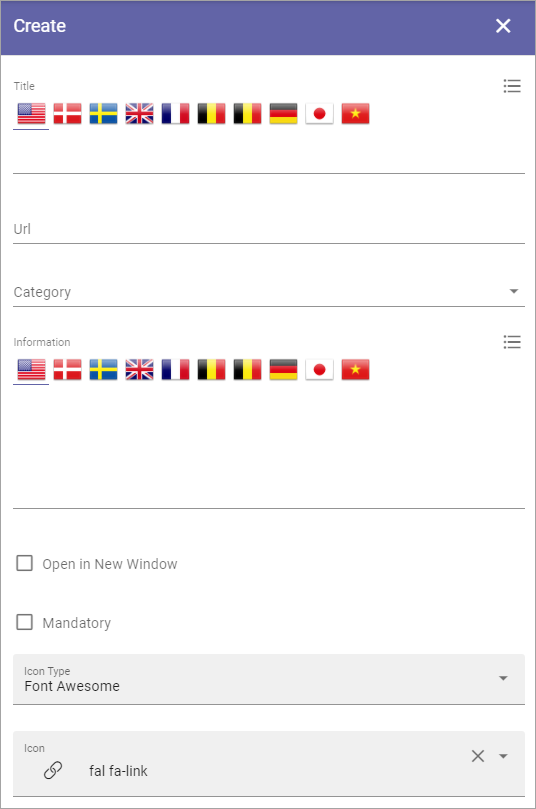 Create
Title
Url
Category
Information
Open in New Window
Mandatory
Icon Type
Font Awesome
Icon
fal fa-link